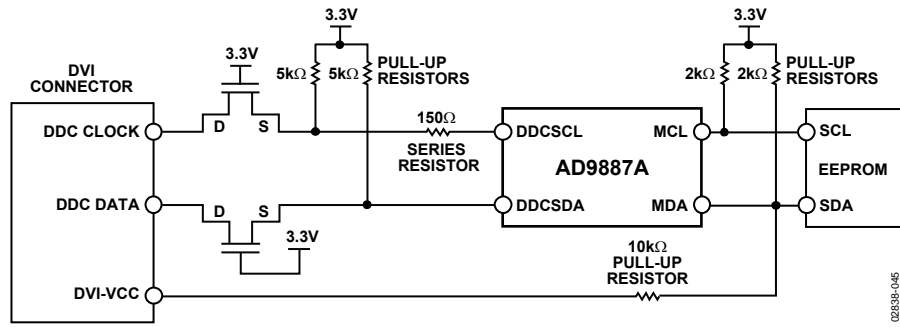 3.3V
3.3V
3.3V
DVI
CONNECTOR
5kΩ
5kΩ
PULL-UP
RESISTORS
2kΩ
2kΩ
PULL-UP
RESISTORS
DDC CLOCK
D
S
150Ω
SERIES
RESISTOR
DDCSCL
MCL
SCL
AD9887A
EEPROM
DDC DATA
D
S
DDCSDA
MDA
SDA
3.3V
10kΩ
PULL-UP
RESISTOR
DVI-VCC
02838-045